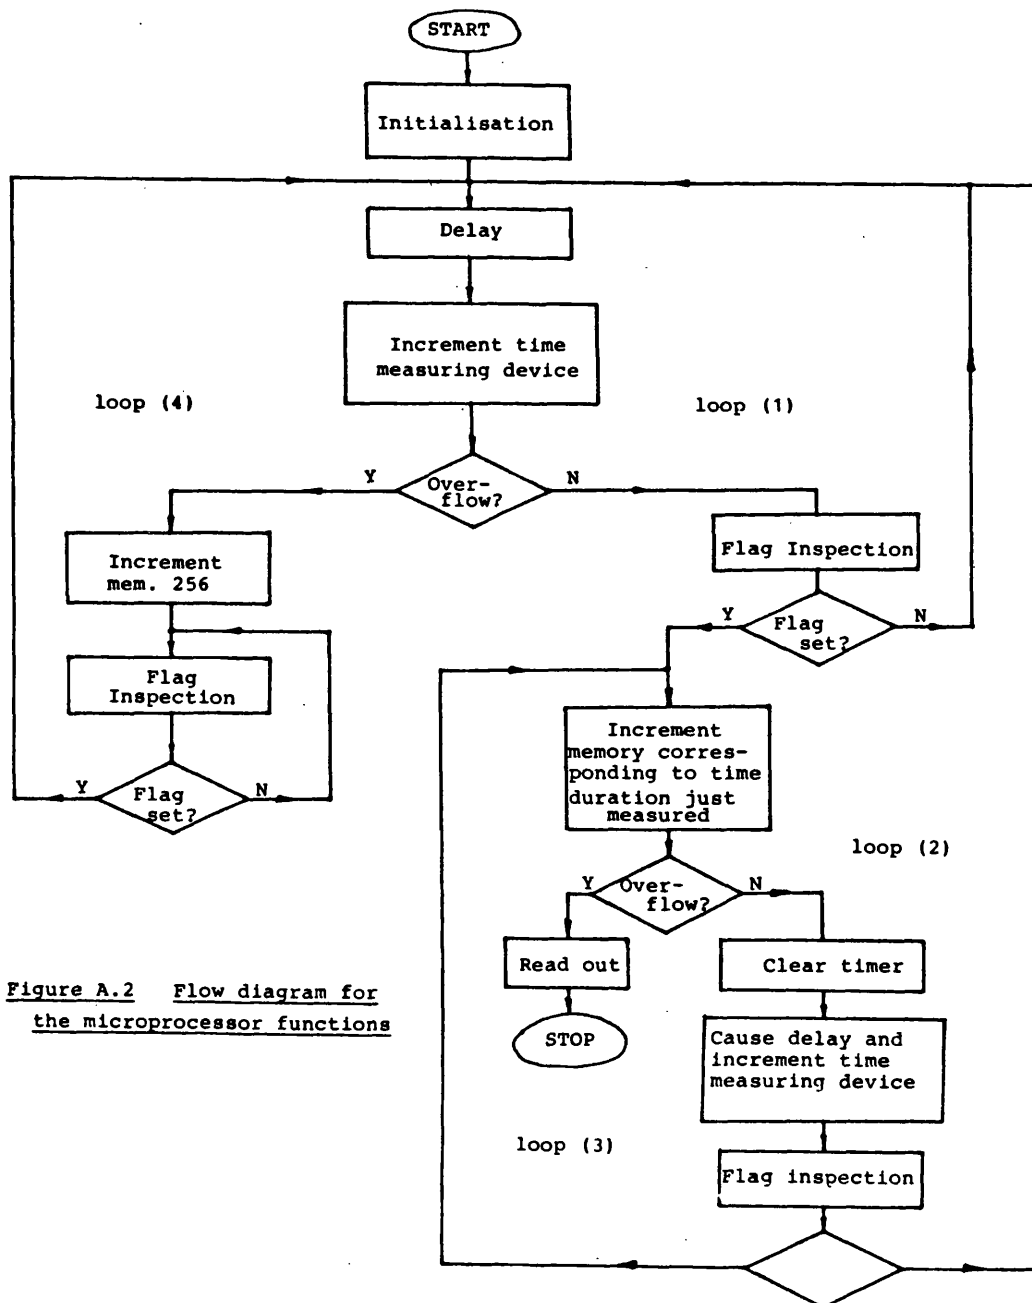 START
Initialisation
Delay
Increment time
measuring device
loop (4)
loop (1)
Y
Over-
flow?
N
Increment
mem. 256
Flag Inspection
Flag
Inspection
Y
Flag
set?
N
Y
Flag
set?
N
Increment
memory corres-
ponding to time
duration just
measured
loop (2)
Y
Over-
flow?
N
Read out
Clear timer
Figure A.2 Flow diagram for
the microprocessor functions
STOP
Cause delay and
increment time
measuring device
loop (3)
Flag inspection